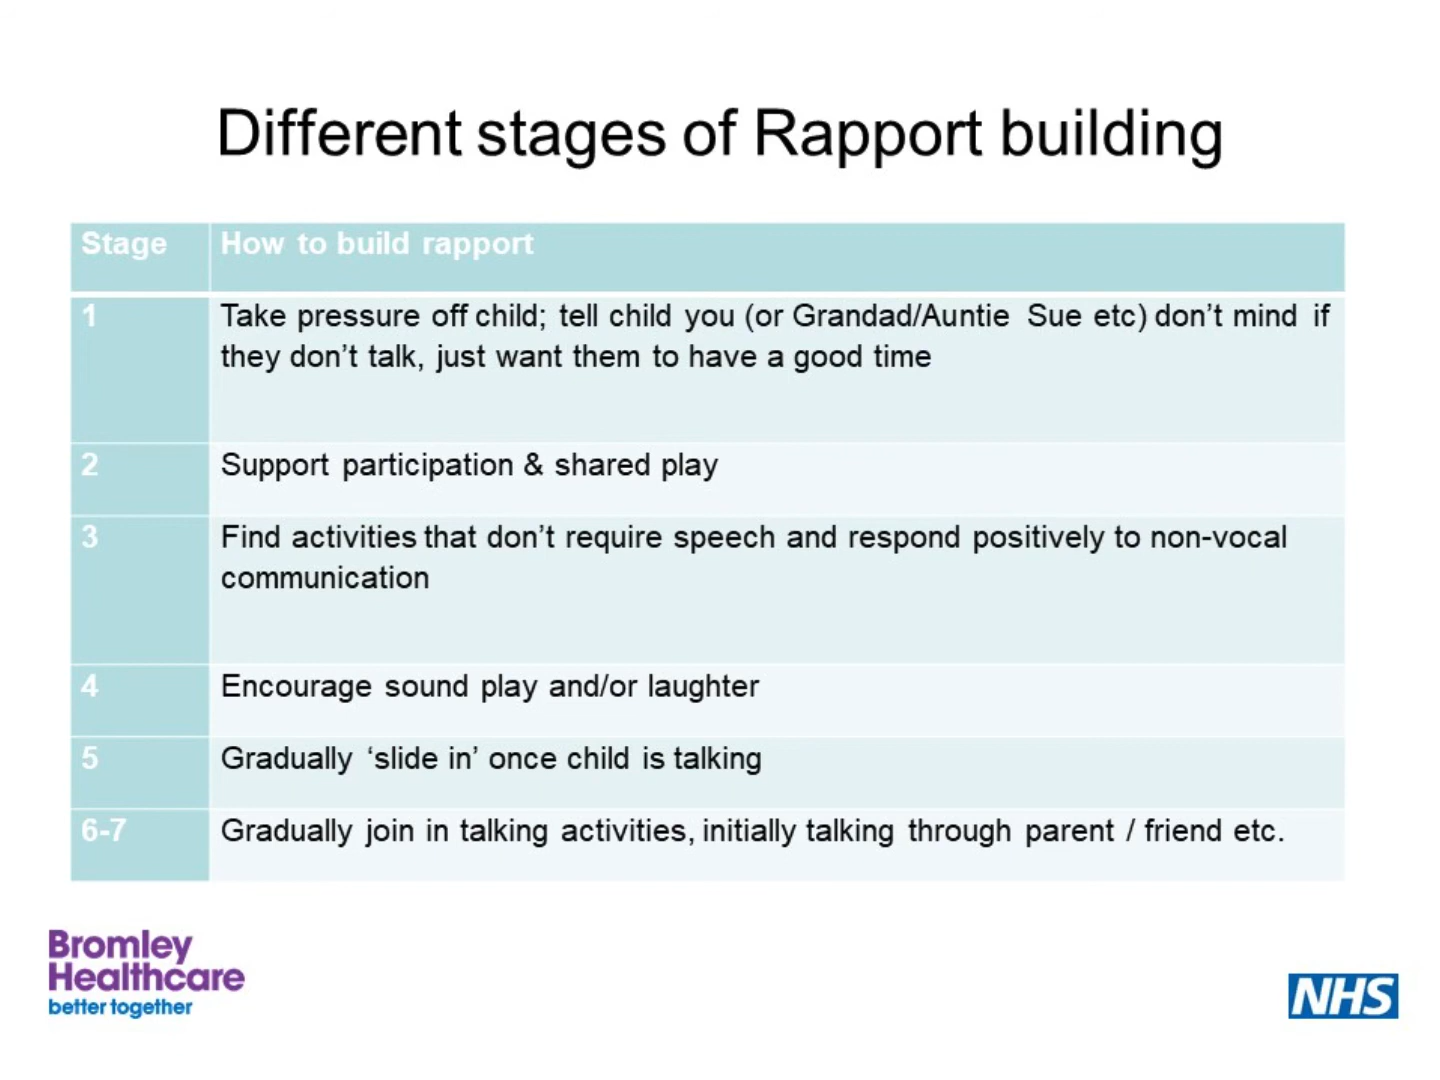 Different stages of Rapport building
Stage
How to build rapport
1
Take pressure off child; tell child you (or Grandad/Auntie Sue etc) don’t mind if
they don’t talk, just want them to have a good time
2
Support participation & shared play
3
Find activities that don’t require speech and respond positively to non-vocal
communication
4
Encourage sound play and/or laughter
5
Gradually ‘slide in’ once child is talking
6-7
Gradually join in talking activities, initially talking through parent / friend etc.
Bromley
Healthcare
better together
NHS